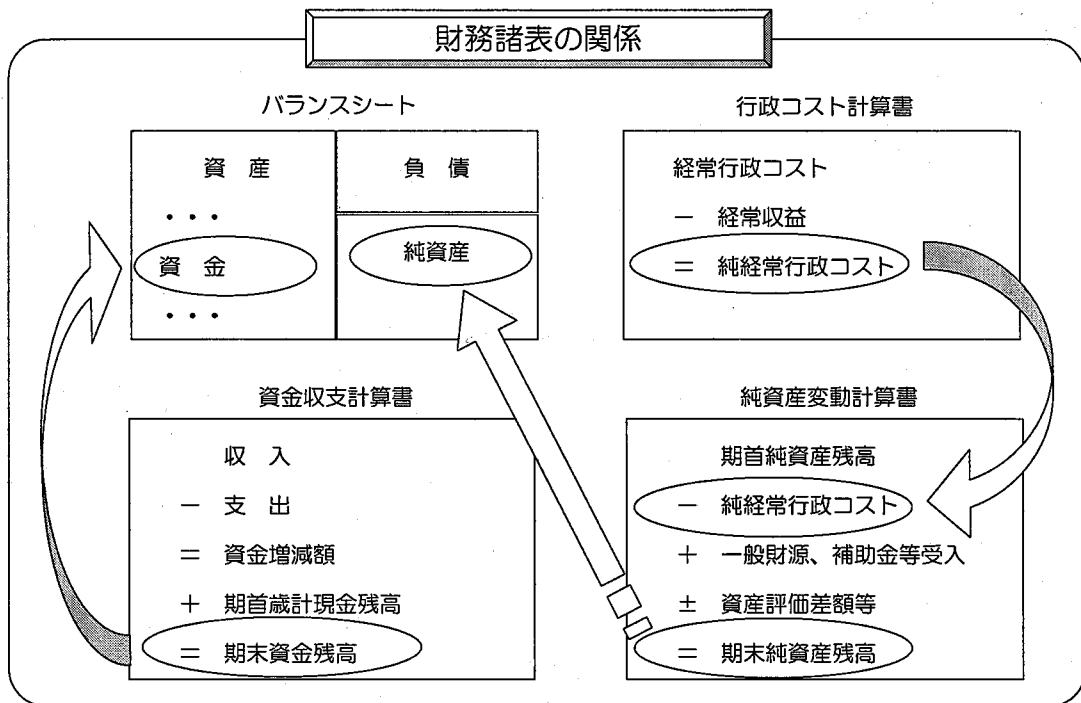 財務諸表の関係
バランスシート
資 産
・・・
資 金
・・・
負 債
純資産
行政コスト計算書
経常行政コスト
− 経常収益
= 純経常行政コスト
資金収支計算書
収 入
− 支 出
= 資金増減額
+ 期首歳計現金残高
= 期末資金残高
純資産変動計算書
期首純資産残高
− 純経常行政コスト
+ 一般財源、補助金等受入
± 資産評価差額等
= 期末純資産残高